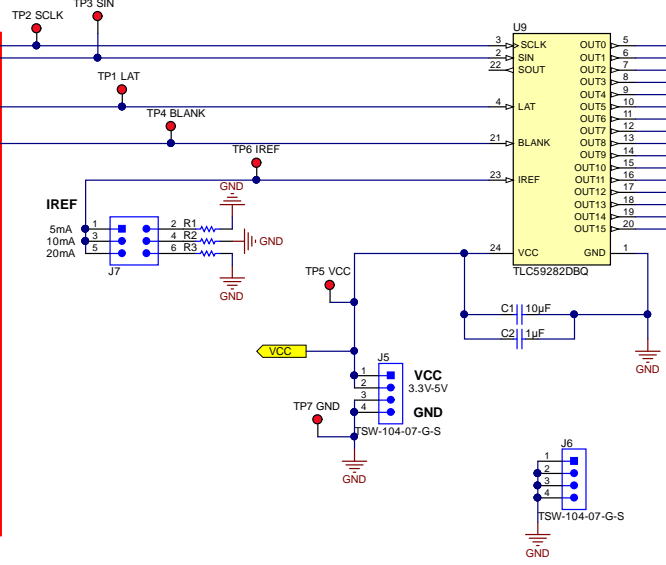 TP3 SIN
TP2 SCLK
U9
3 SCLK OUT0 5
2 SIN OUT1 6
22 SOUT OUT2 7
OUT3 8
OUT4 9
TP1 LAT
4 LAT OUT5 10
OUT6 11
OUT7 12
TP4 BLANK
21 BLANK OUT8 13
OUT9 14
OUT10 15
TP6 IREF
23 IREF OUT11 16
OUT12 17
OUT13 18
OUT14 19
OUT15 20
GND
IREF
5mA 1 2 R1
10mA 3 4 R2 GND
20mA 5 6 R3
J7
GND
24 VCC GND 1
TLC59282DBQ
TP5 VCC
C1 10µF
C2 1µF
GND
VCC
J5
1 VCC
2 3.3V-5V
3
4 GND
TP7 GND
TSW-104-07-G-S
GND
J6
1
2
3
4
TSW-104-07-G-S
GND